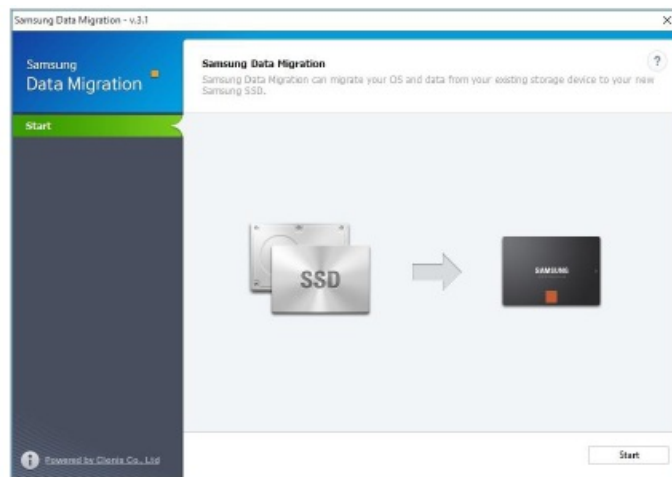 Samsung Data Migration - v.3.1
Samsung
Data Migration
Samsung Data Migration
Samsung Data Migration can migrate your OS and data from your existing storage device to your new
Samsung SSD.
?
Start
SSD
SAMSUNG
Powered by Clonix Co., Ltd
Start